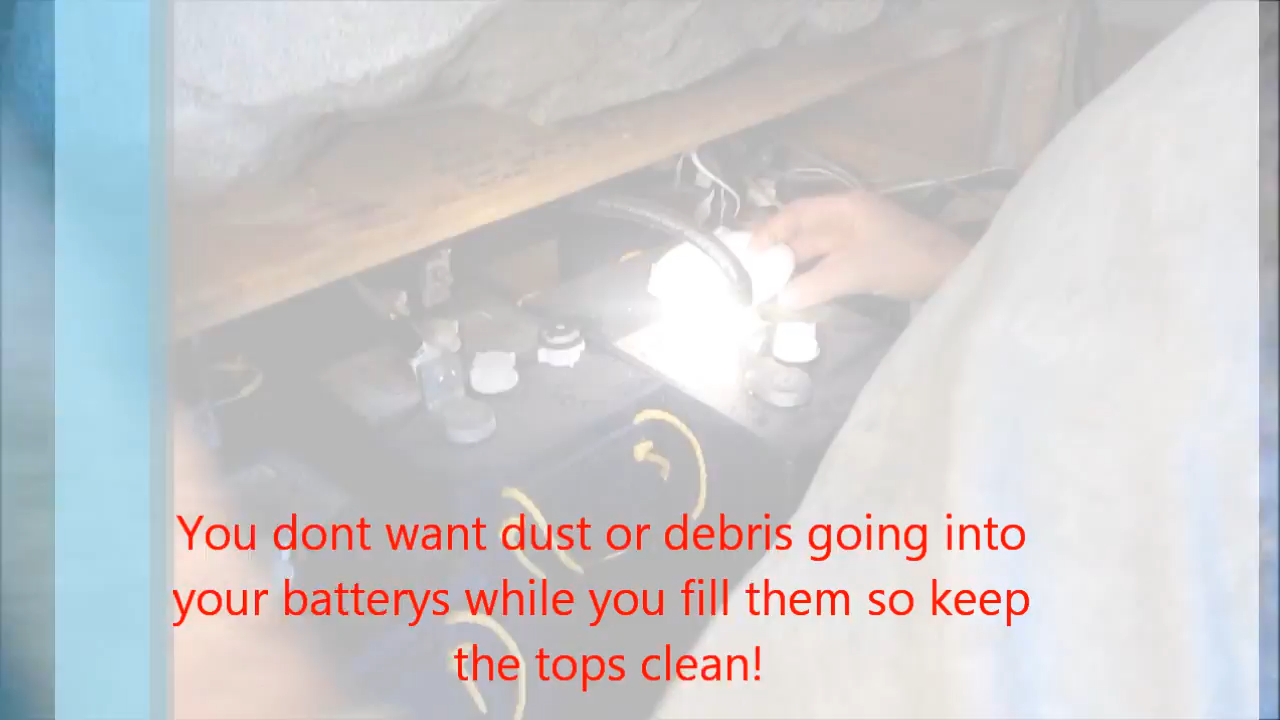 You dont want dust or debris going into
your batterys while you fill them so keep
the tops clean!